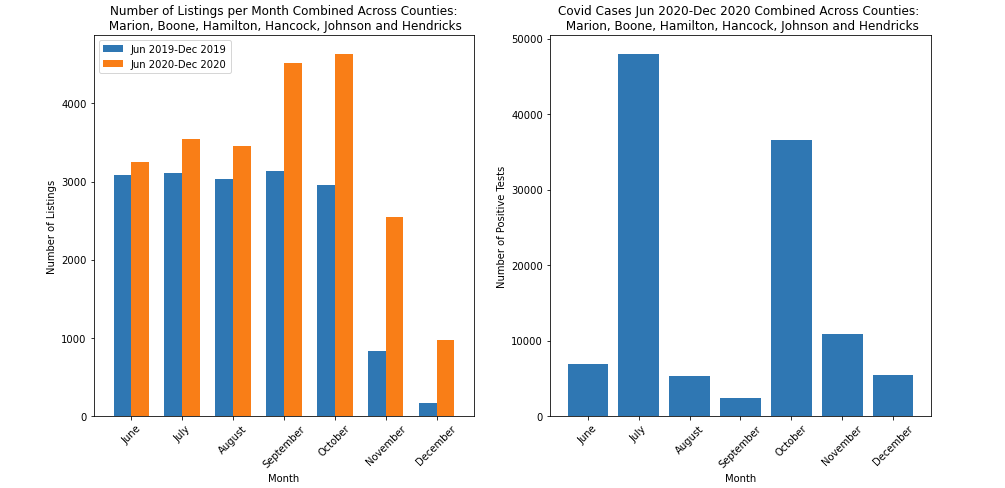 Number of Listings per Month Combined Across Counties:
Marion, Boone, Hamilton, Hancock, Johnson and Hendricks
Jun 2019-Dec 2019
Jun 2020-Dec 2020
Number of Listings
4000
3000
2000
1000
0
June
July
August
September
October
November
December
Month
Covid Cases Jun 2020-Dec 2020 Combined Across Counties:
Marion, Boone, Hamilton, Hancock, Johnson and Hendricks
Number of Positive Tests
50000
40000
30000
20000
10000
0
June
July
August
September
October
November
December
Month